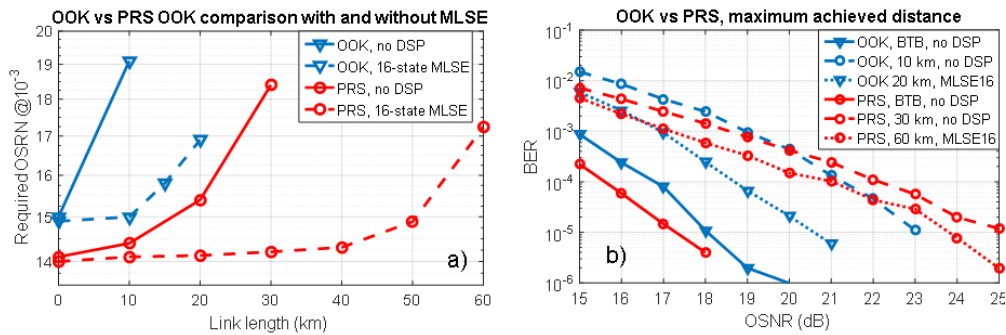 OOK vs PRS OOK comparison with and without MLSE
Required OSRN @10^-3
20
19
18
17
16
15
14
0
10
20
30
40
50
60
Link length (km)
OOK, no DSP
OOK, 16-state MLSE
PRS, no DSP
PRS, 16-state MLSE
a)
OOK vs PRS, maximum achieved distance
BER
10^-1
10^-2
10^-3
10^-4
10^-5
10^-6
15
16
17
18
19
20
21
22
23
24
25
OSNR (dB)
OOK, BTB, no DSP
OOK, 10 km, no DSP
OOK 20 km, MLSE16
PRS, BTB, no DSP
PRS, 30 km, no DSP
PRS, 60 km, MLSE16
b)